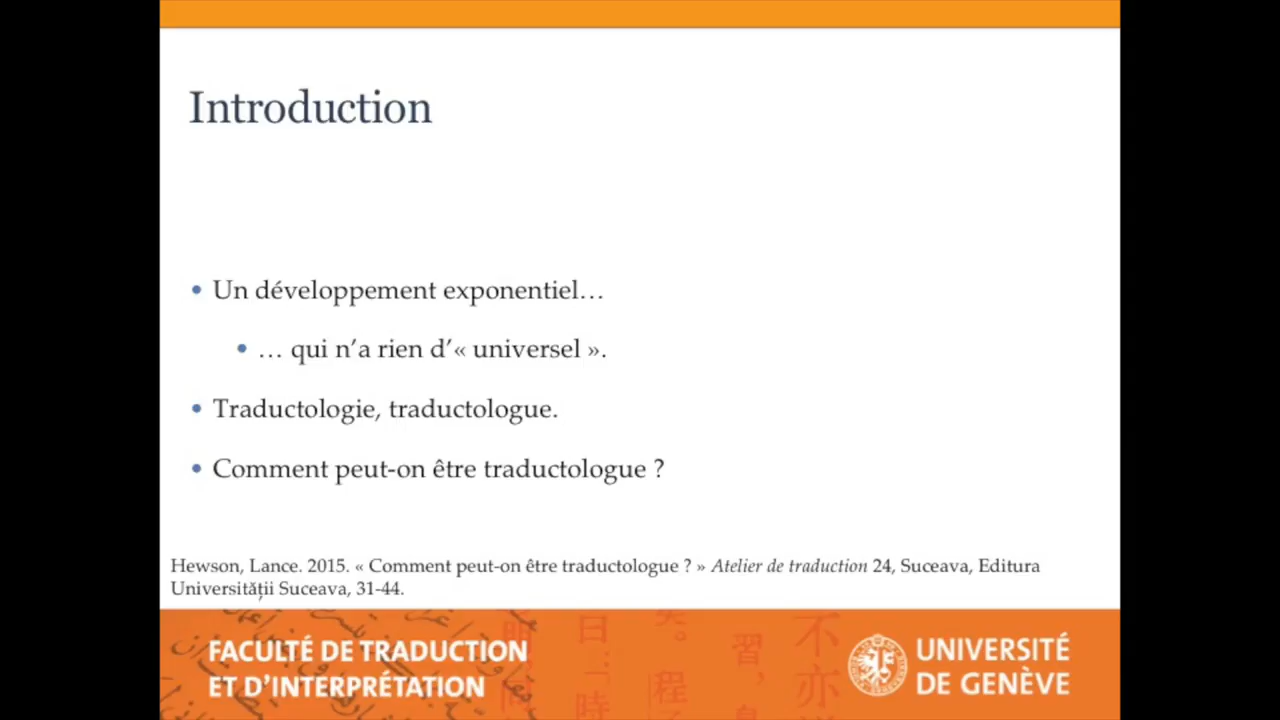 Introduction
• Un développement exponentiel…
• … qui n’a rien d’« universel ».
• Traductologie, traductologue.
• Comment peut-on être traductologue ?
Hewson, Lance. 2015. « Comment peut-on être traductologue ? » Atelier de traduction 24, Suceava, Editura
Universității Suceava, 31-44.
FACULTÉ DE TRADUCTION
ET D’INTERPRÉTATION
UNIVERSITÉ
DE GENÈVE